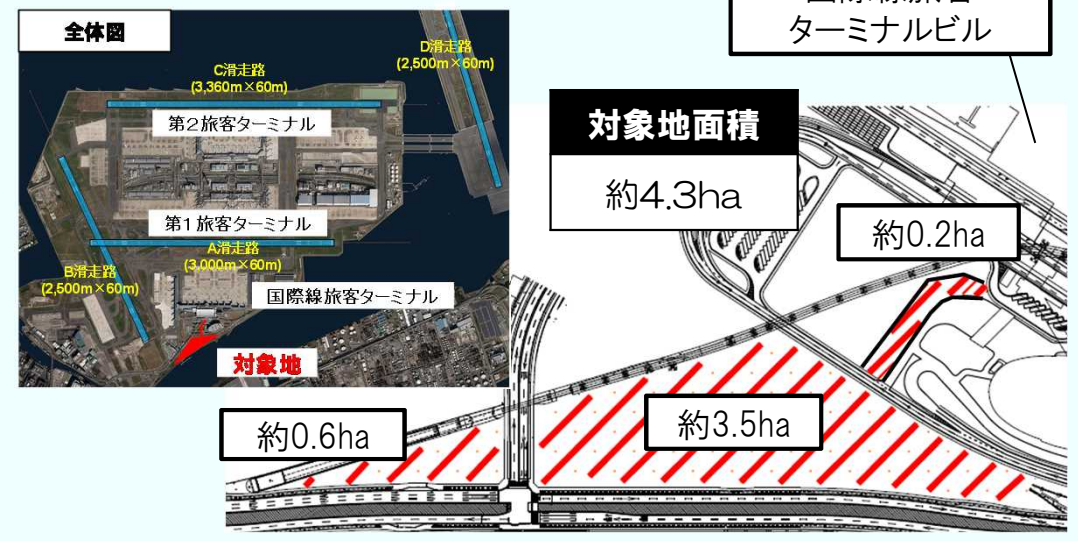 全体図
D滑走路
(2,500m×60m)
C滑走路
(3,360m×60m)
第2旅客ターミナル
第1旅客ターミナル
A滑走路
(3,000m×60m)
B滑走路
(2,500m×60m)
国際線旅客ターミナル
対象地
ターミナルビル
対象地面積
約4.3ha
約0.2ha
約0.6ha
約3.5ha